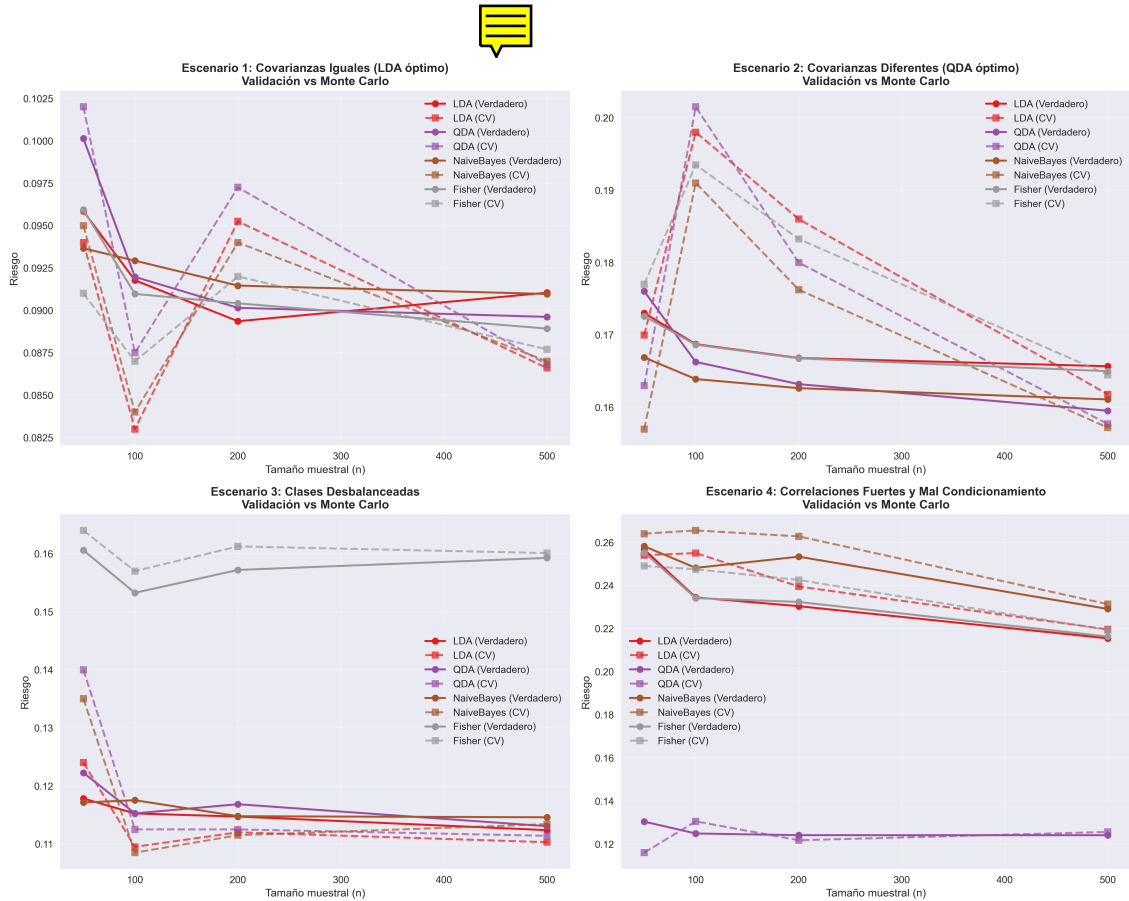 Escenario 1: Covarianzas Iguales (LDA óptimo)
Validación vs Monte Carlo
0.1025
0.1000
0.0975
0.0950
0.0925
0.0900
0.0875
0.0850
0.0825
Riesgo
LDA (Verdadero)
LDA (CV)
QDA (Verdadero)
QDA (CV)
NaiveBayes (Verdadero)
NaiveBayes (CV)
Fisher (Verdadero)
Fisher (CV)
100
200
300
400
500
Tamaño muestral (n)
Escenario 2: Covarianzas Diferentes (QDA óptimo)
Validación vs Monte Carlo
0.20
0.19
0.18
0.17
0.16
Riesgo
LDA (Verdadero)
LDA (CV)
QDA (Verdadero)
QDA (CV)
NaiveBayes (Verdadero)
NaiveBayes (CV)
Fisher (Verdadero)
Fisher (CV)
100
200
300
400
500
Tamaño muestral (n)
Escenario 3: Clases Desbalanceadas
Validación vs Monte Carlo
0.16
0.15
0.14
0.13
0.12
0.11
Riesgo
LDA (Verdadero)
LDA (CV)
QDA (Verdadero)
QDA (CV)
NaiveBayes (Verdadero)
NaiveBayes (CV)
Fisher (Verdadero)
Fisher (CV)
100
200
300
400
500
Tamaño muestral (n)
Escenario 4: Correlaciones Fuertes y Mal Condicionamiento
Validación vs Monte Carlo
0.26
0.24
0.22
0.20
0.18
0.16
0.14
0.12
Riesgo
LDA (Verdadero)
LDA (CV)
QDA (Verdadero)
QDA (CV)
NaiveBayes (Verdadero)
NaiveBayes (CV)
Fisher (Verdadero)
Fisher (CV)
100
200
300
400
500
Tamaño muestral (n)